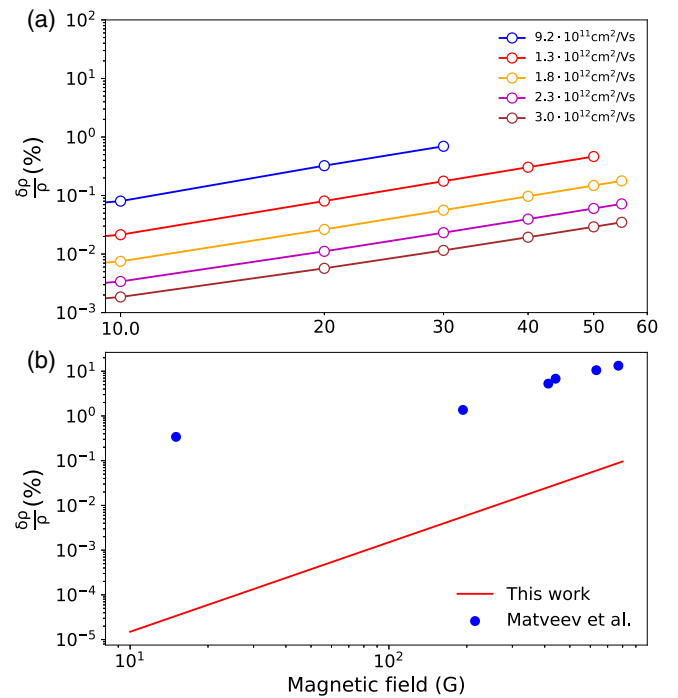 (a)
δρ/ρ (%)
10²
10¹
10⁰
10⁻¹
10⁻²
10⁻³
9.2 · 10¹¹cm²/Vs
1.3 · 10¹²cm²/Vs
1.8 · 10¹²cm²/Vs
2.3 · 10¹²cm²/Vs
3.0 · 10¹²cm²/Vs
10.0 20 30 40 50 60
(b)
δρ/ρ (%)
10¹
10⁰
10⁻¹
10⁻²
10⁻³
10⁻⁴
10⁻⁵
This work
Matveev et al.
10¹ 10²
Magnetic field (G)